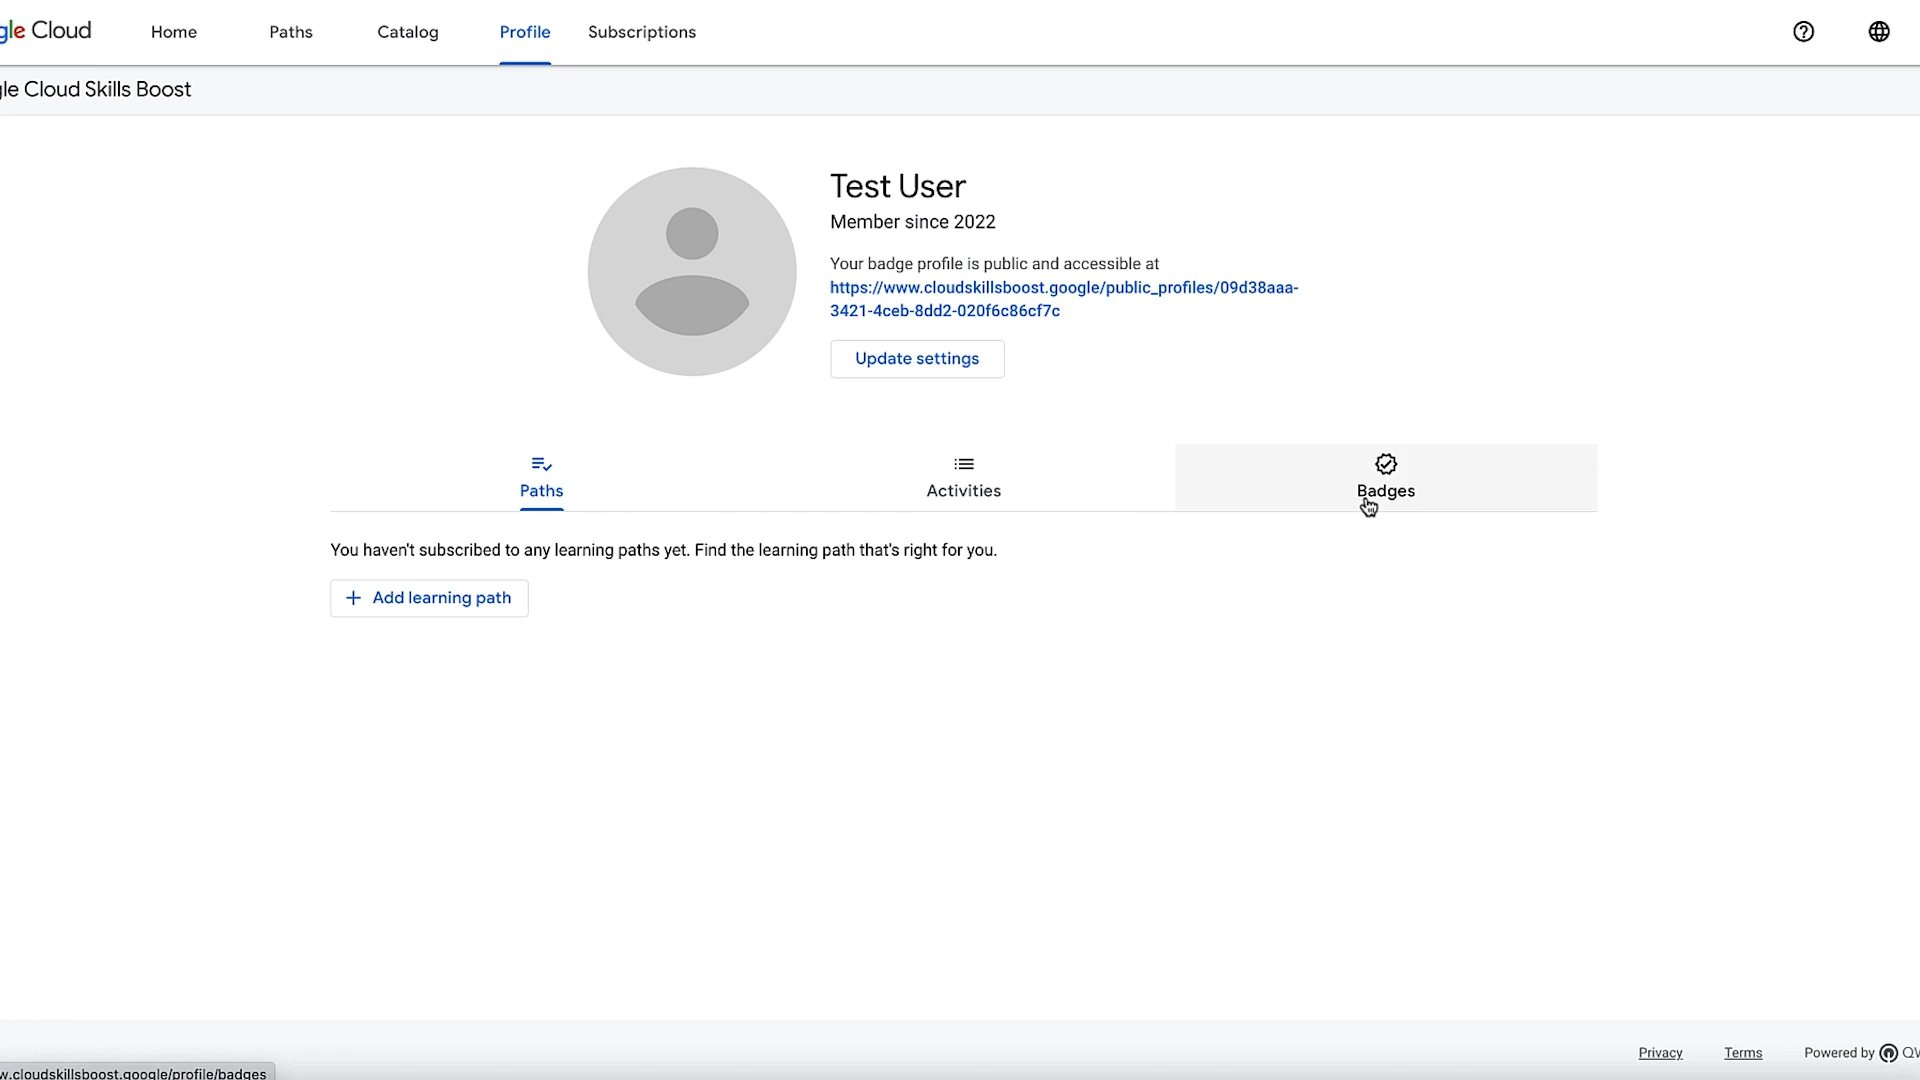 gle Cloud
Home
Paths
Catalog
Profile
Subscriptions
gle Cloud Skills Boost
Test User
Member since 2022
Your badge profile is public and accessible at
https://www.cloudskillsboost.google/public_profiles/09d38aaa-
3421-4ceb-8dd2-020f6c86cf7c
Update settings
Paths
Activities
Badges
You haven't subscribed to any learning paths yet. Find the learning path that's right for you.
+ Add learning path
Privacy
Terms
Powered by
w.cloudskillsboost.google/profile/badges